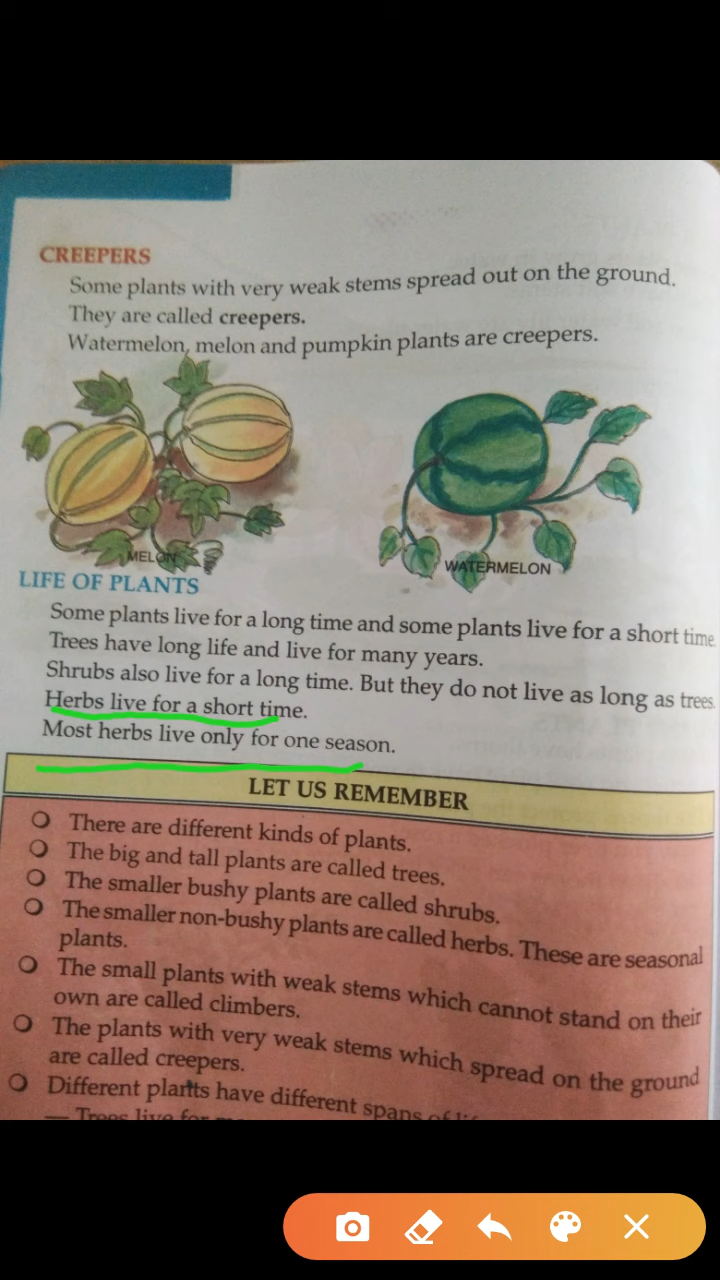 CREEPERS
Some plants with very weak stems spread out on the ground.
They are called creepers.
Watermelon, melon and pumpkin plants are creepers.
MELON
WATERMELON
LIFE OF PLANTS
Some plants live for a long time and some plants live for a short time.
Trees have long life and live for many years.
Shrubs also live for a long time. But they do not live as long as trees.
Herbs live for a short time.
Most herbs live only for one season.
LET US REMEMBER
There are different kinds of plants.
The big and tall plants are called trees.
The smaller bushy plants are called shrubs.
The smaller non-bushy plants are called herbs. These are seasonal
plants.
The small plants with weak stems which cannot stand on their
own are called climbers.
The plants with very weak stems which spread on the ground
are called creepers.
Different plants have different spans of
— Trees live for